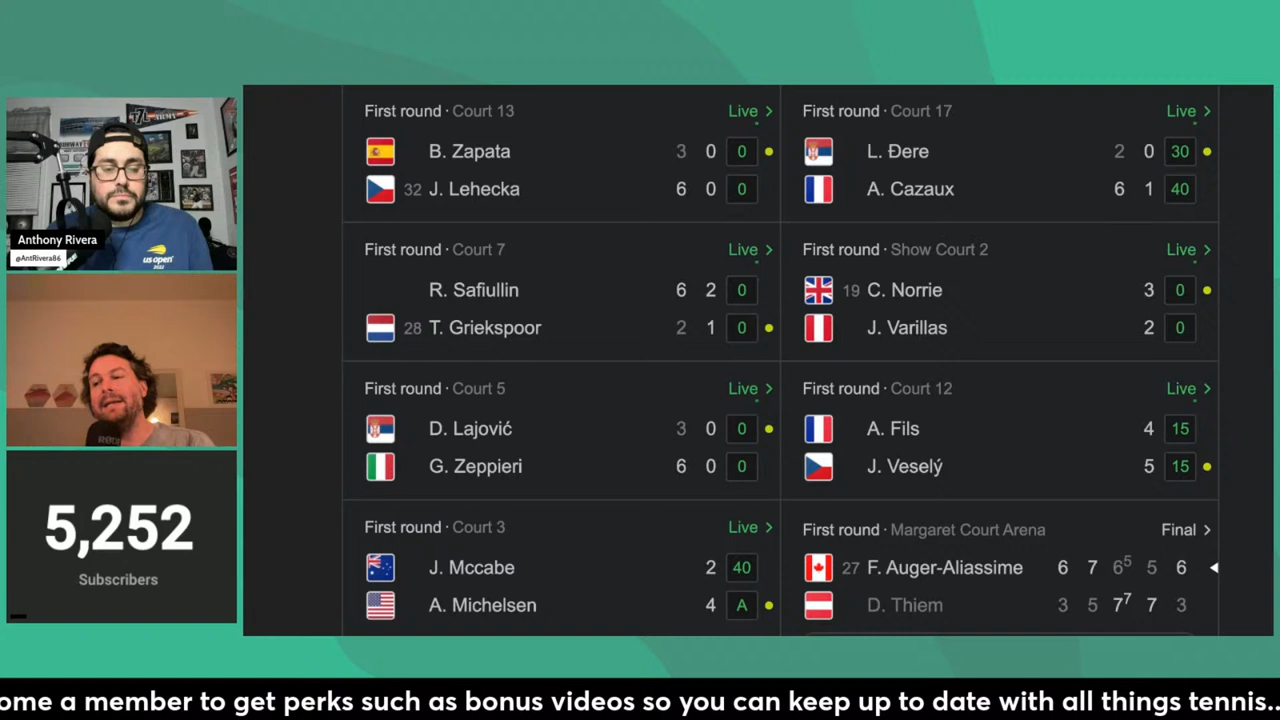 Anthony Rivera
@AntRivera86
us open
2022
5,252
Subscribers
First round · Court 13 Live >
B. Zapata 3 0 0
32 J. Lehecka 6 0 0
First round · Court 17 Live >
L. Đere 2 0 30
A. Cazaux 6 1 40
First round · Court 7 Live >
R. Safiullin 6 2 0
28 T. Griekspoor 2 1 0
First round · Show Court 2 Live >
19 C. Norrie 3 0
J. Varillas 2 0
First round · Court 5 Live >
D. Lajović 3 0 0
G. Zeppieri 6 0 0
First round · Court 12 Live >
A. Fils 4 15
J. Veselý 5 15
First round · Court 3 Live >
J. Mccabe 2 40
A. Michelsen 4 A
First round · Margaret Court Arena Final >
27 F. Auger-Aliassime 6 7 6⁵ 5 6
D. Thiem 3 5 7⁷ 7 3
ome a member to get perks such as bonus videos so you can keep up to date with all things tennis..